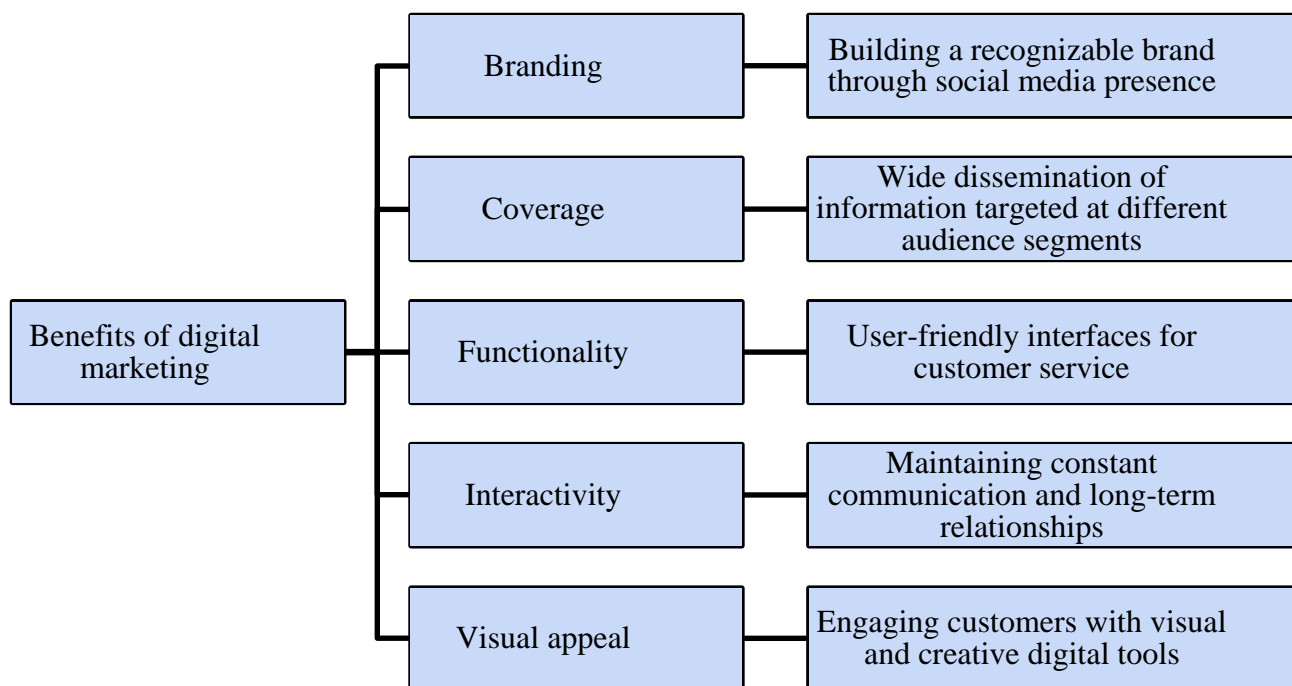 Benefits of digital
marketing
Branding
Building a recognizable brand
through social media presence
Coverage
Wide dissemination of
information targeted at different
audience segments
Functionality
User-friendly interfaces for
customer service
Interactivity
Maintaining constant
communication and long-term
relationships
Visual appeal
Engaging customers with visual
and creative digital tools